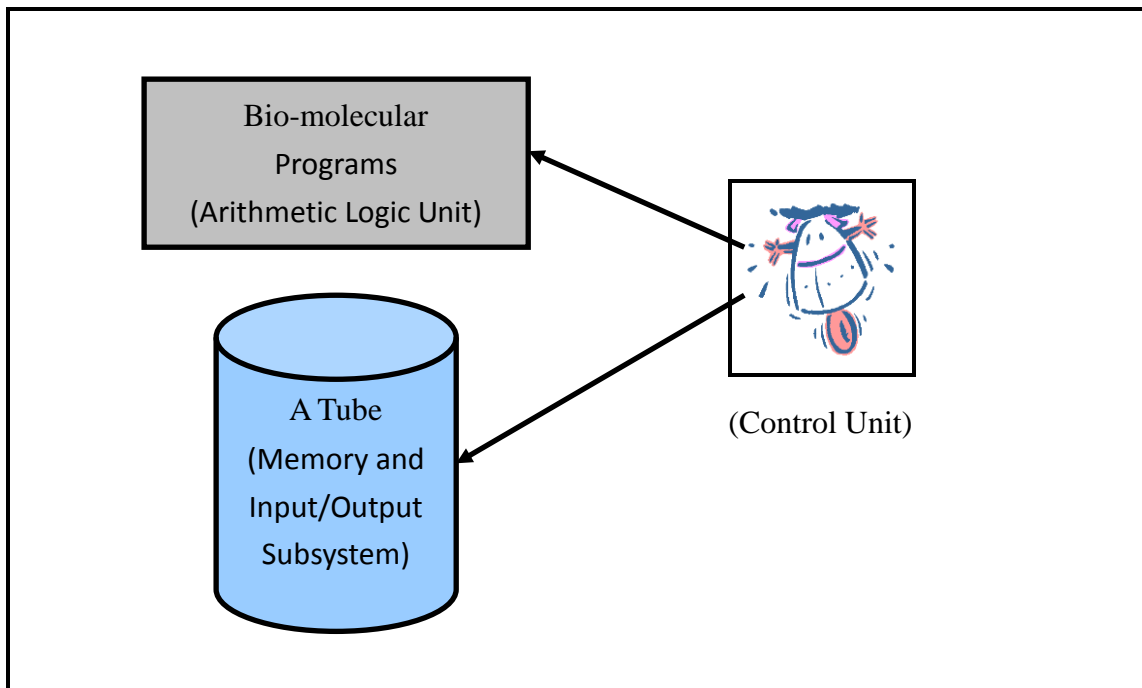 Bio-molecular
Programs
(Arithmetic Logic Unit)
A Tube
(Memory and
Input/Output
Subsystem)
(Control Unit)